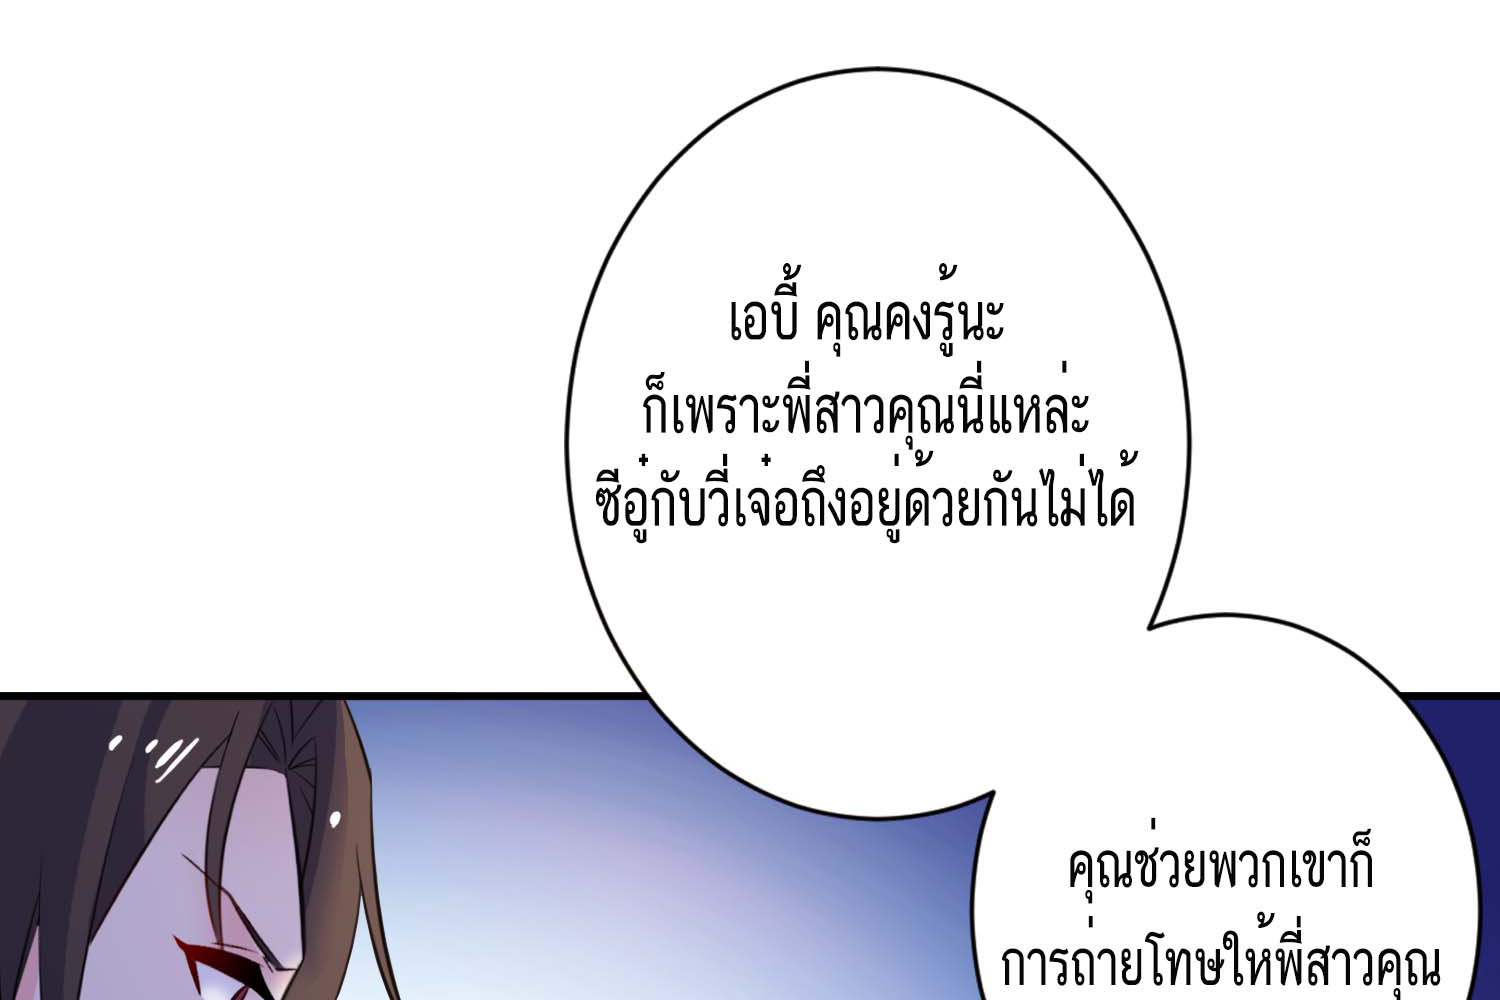 เอบี้ คุณคงรู้นะ
ก็เพราะพี่สาวคุณนี่แหล่ะ
ซีอู๋กับวี่เจ๋อถึงอยู่ด้วยกันไม่ได้
คุณช่วยพวกเขาก็
การถ่ายโทษให้พี่สาวคุณ